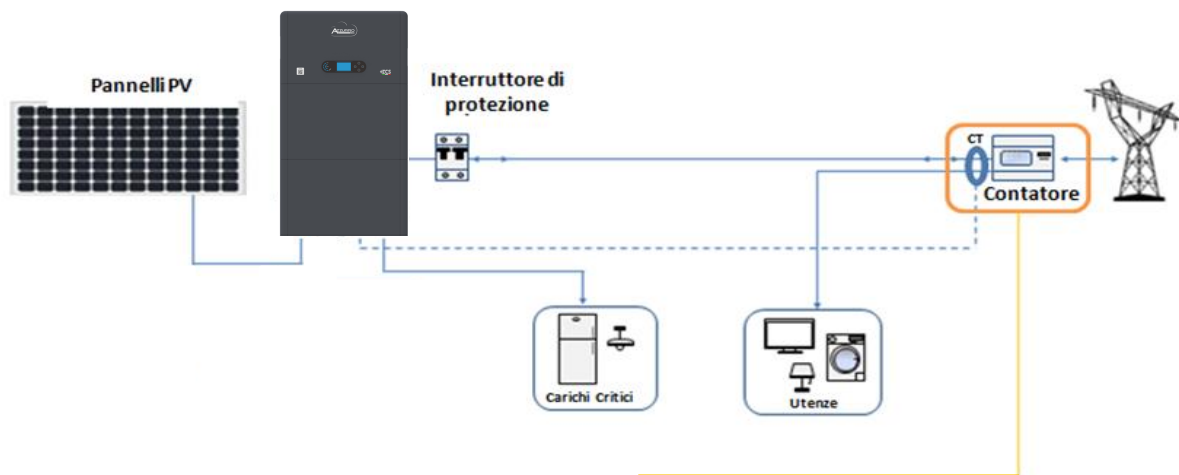 Pannelli PV
Interruttore di
protezione
CT
Contatore
Carichi Critici
Utenze